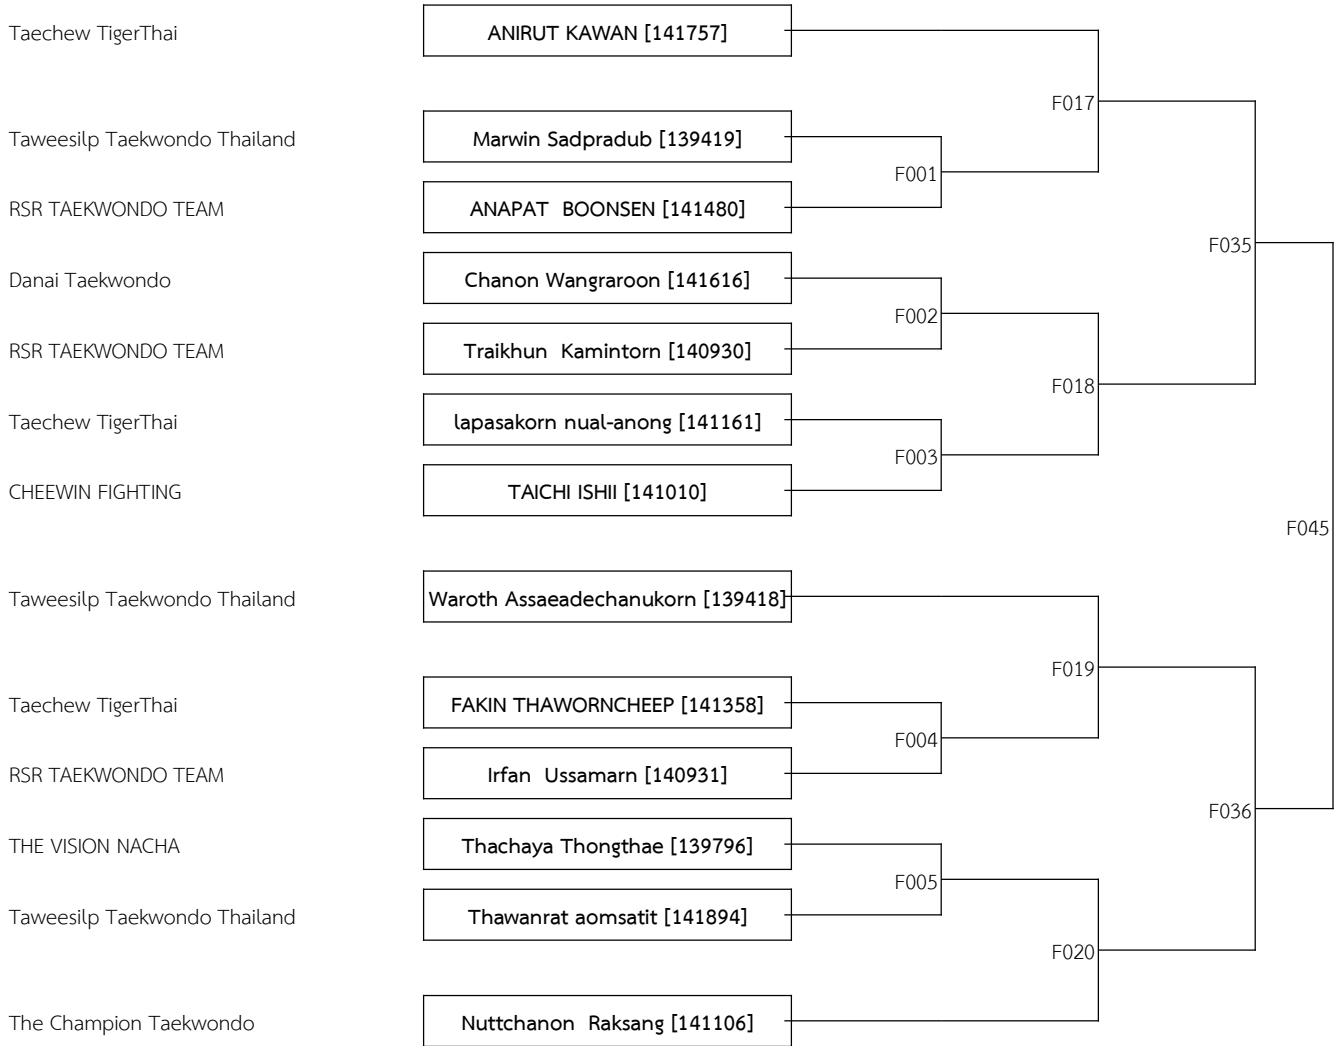 Taechew TigerThai ANIRUT KAWAN [141757]
F017
Taweesilp Taekwondo Thailand Marwin Sadpradub [139419]
F001
RSR TAEKWONDO TEAM ANAPAT  BOONSEN [141480]
F035
Danai Taekwondo Chanon Wangraroon [141616]
F002
RSR TAEKWONDO TEAM Traikhun  Kamintorn [140930]
F018
Taechew TigerThai lapasakorn nual-anong [141161]
F003
CHEEWIN FIGHTING TAICHI ISHII [141010]
F045
Taweesilp Taekwondo Thailand Waroth Assaeadechanukorn [139418]
F019
Taechew TigerThai FAKIN THAWORNCHEEP [141358]
F004
RSR TAEKWONDO TEAM Irfan  Ussamarn [140931]
F036
THE VISION NACHA Thachaya Thongthae [139796]
F005
Taweesilp Taekwondo Thailand Thawanrat aomsatit [141894]
F020
The Champion Taekwondo Nuttchanon  Raksang [141106]